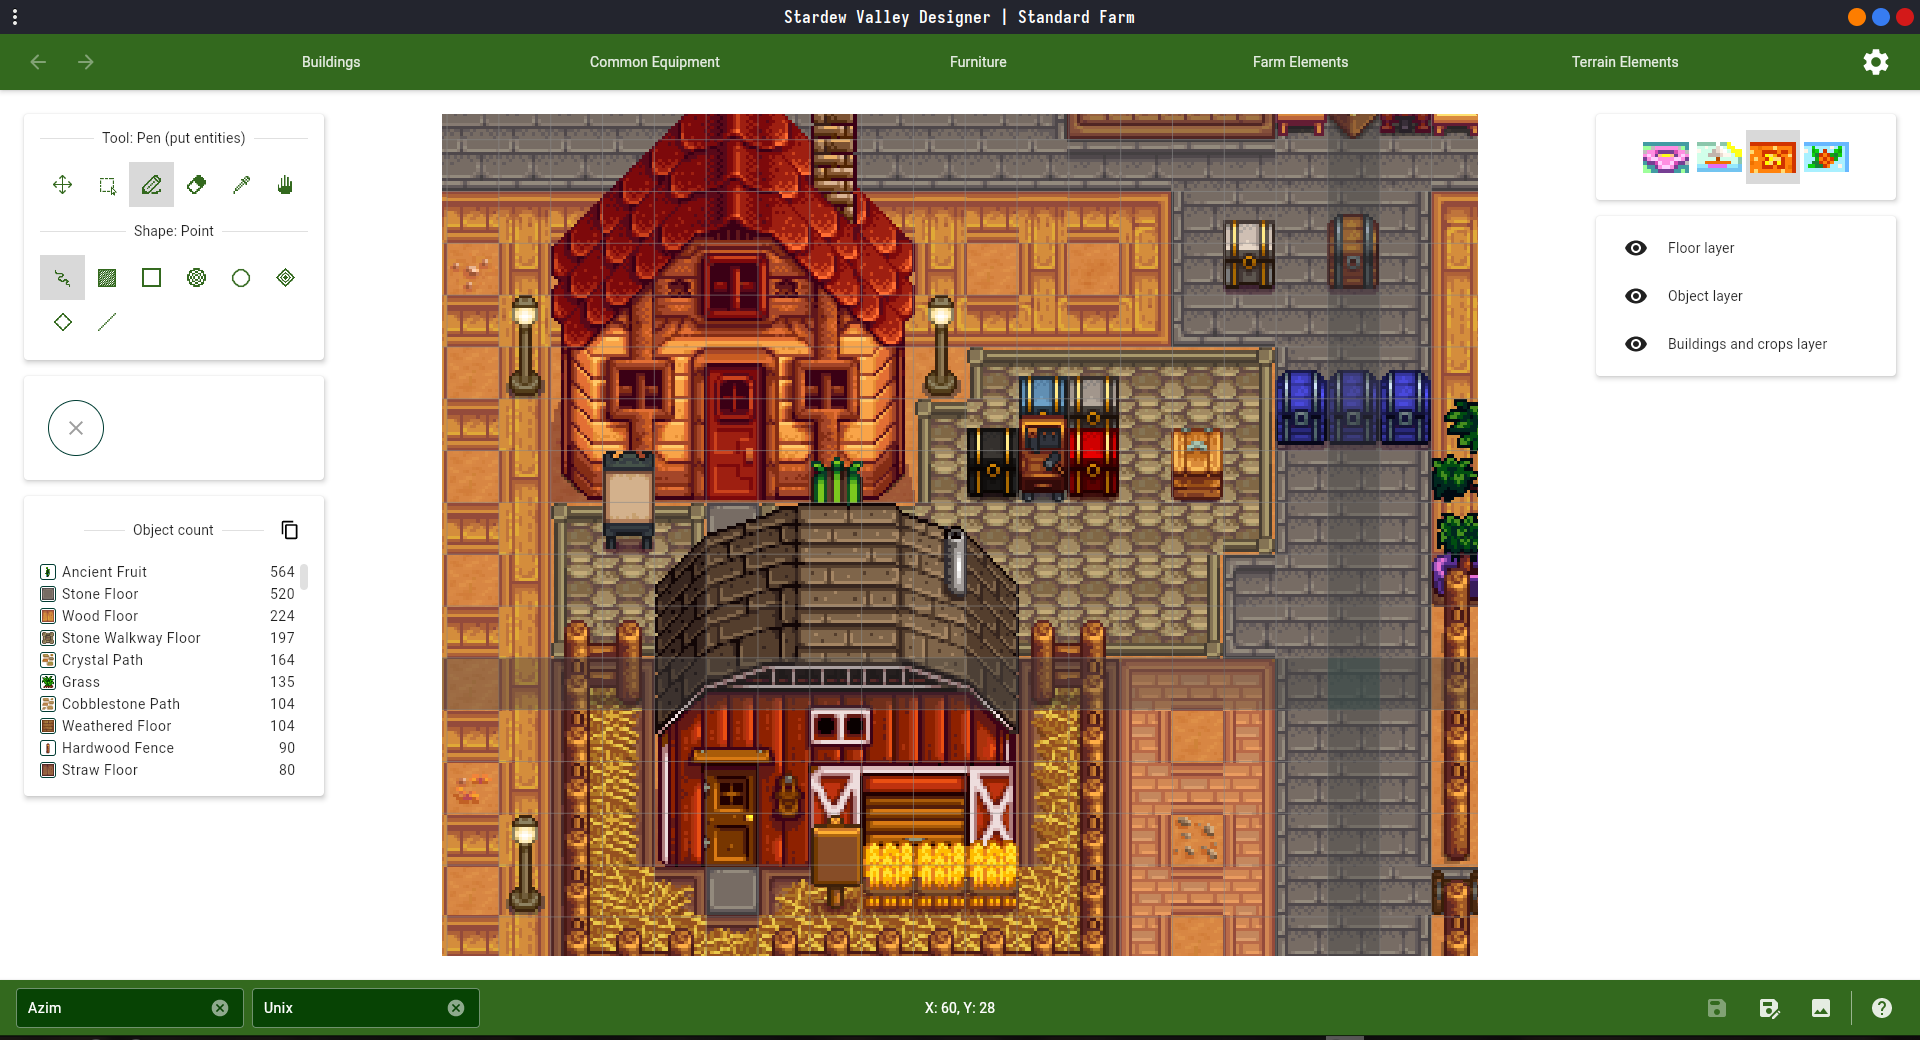 Stardew Valley Designer | Standard Farm
Buildings
Common Equipment
Furniture
Farm Elements
Terrain Elements
Tool: Pen (put entities)
Shape: Point
Object count
Ancient Fruit 564
Stone Floor 520
Wood Floor 224
Stone Walkway Floor 197
Crystal Path 164
Grass 135
Cobblestone Path 104
Weathered Floor 104
Hardwood Fence 90
Straw Floor 80
Floor layer
Object layer
Buildings and crops layer
Azim
Unix
X: 60, Y: 28